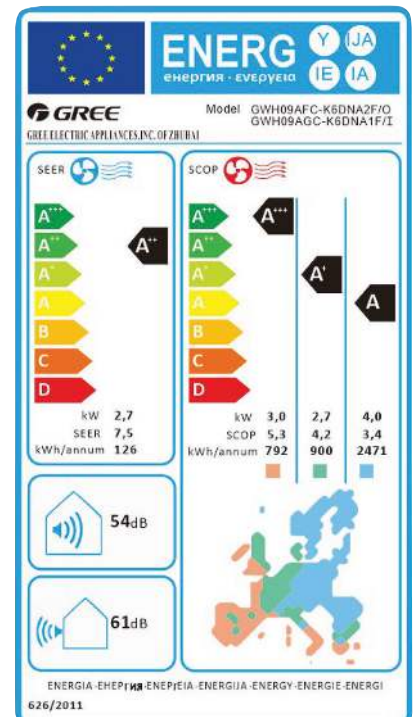 ENERG
енергия · ενεργεια
Y IJA
IE IA
GREE
Model GWH09AFC-K6DNA2F/O
GWH09AGC-K6DNA1F/I
GREE ELECTRIC APPLIANCES,INC. OF ZHUHAI
SEER
A+++
A++
A+
A
B
C
D
A++
kW 2,7
SEER 7,5
kWh/annum 126
SCOP
A+++
A++
A+
A
B
C
D
A+++
A+
A
kW 3,0 2,7 4,0
SCOP 5,3 4,2 3,4
kWh/annum 792 900 2471
54dB
61dB
ENERGIA-ЕНЕРГИЯ-ΕΝΕΡΓΕΙΑ-ENERGIJA-ENERGY-ENERGIE-ENERGI
626/2011